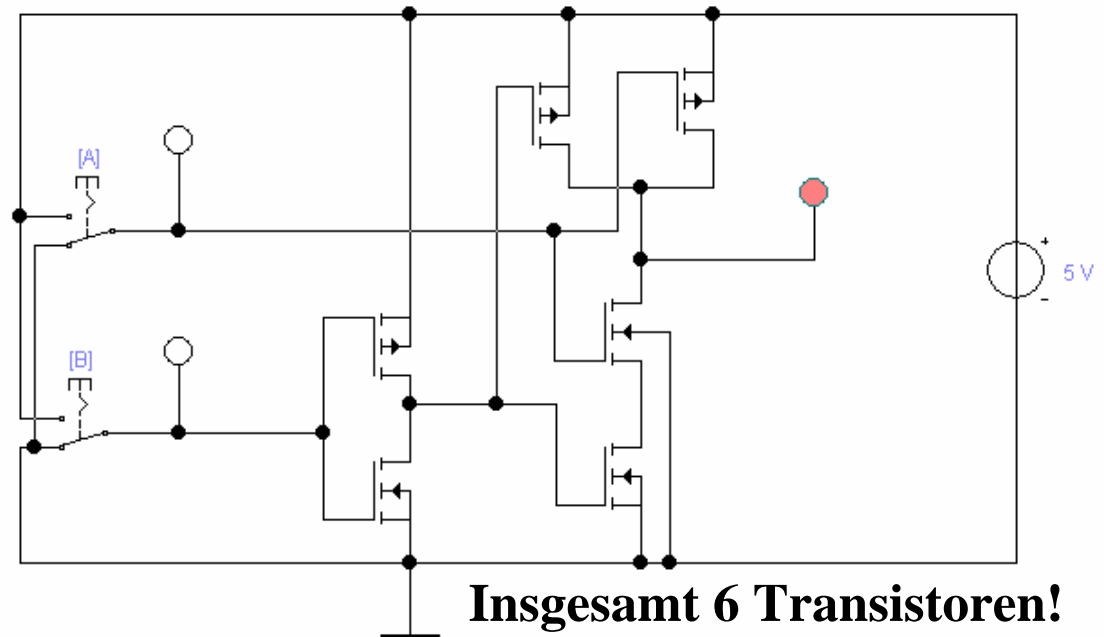 [A]
+
5 V
-
[B]
Insgesamt 6 Transistoren!